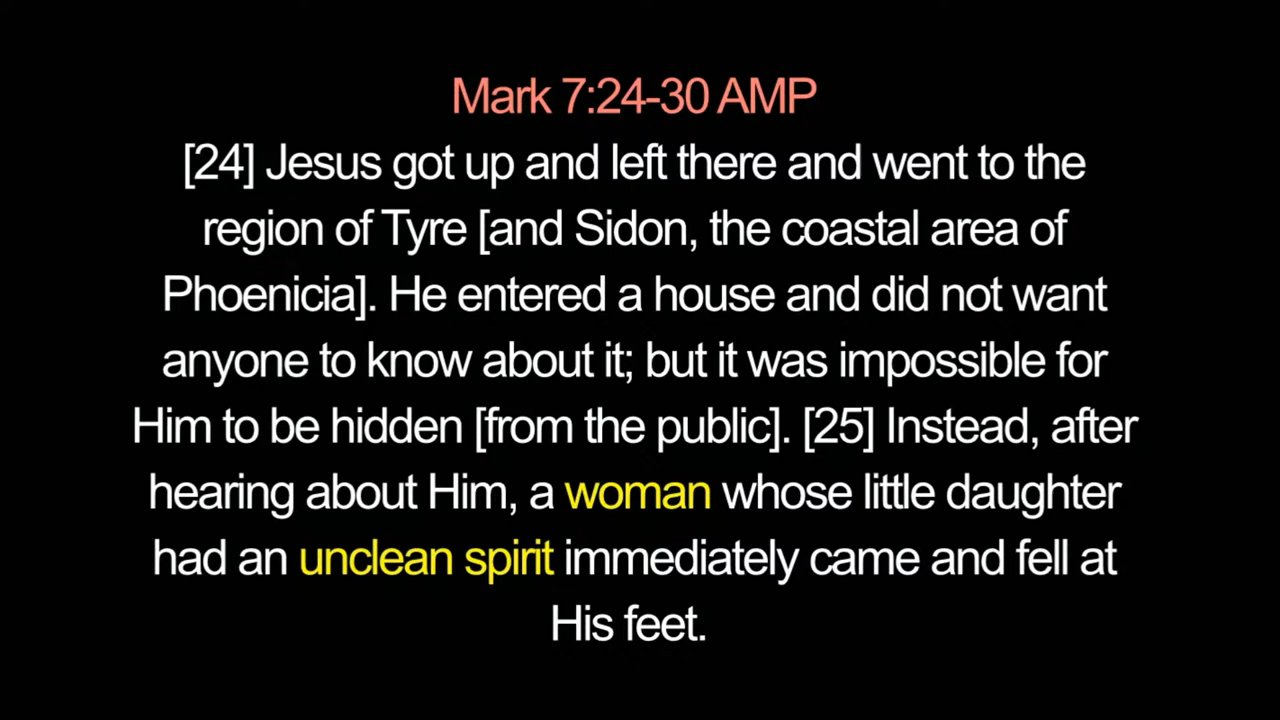 Mark 7:24-30 AMP
[24] Jesus got up and left there and went to the
region of Tyre [and Sidon, the coastal area of
Phoenicia]. He entered a house and did not want
anyone to know about it; but it was impossible for
Him to be hidden [from the public]. [25] Instead, after
hearing about Him, a woman whose little daughter
had an unclean spirit immediately came and fell at
His feet.